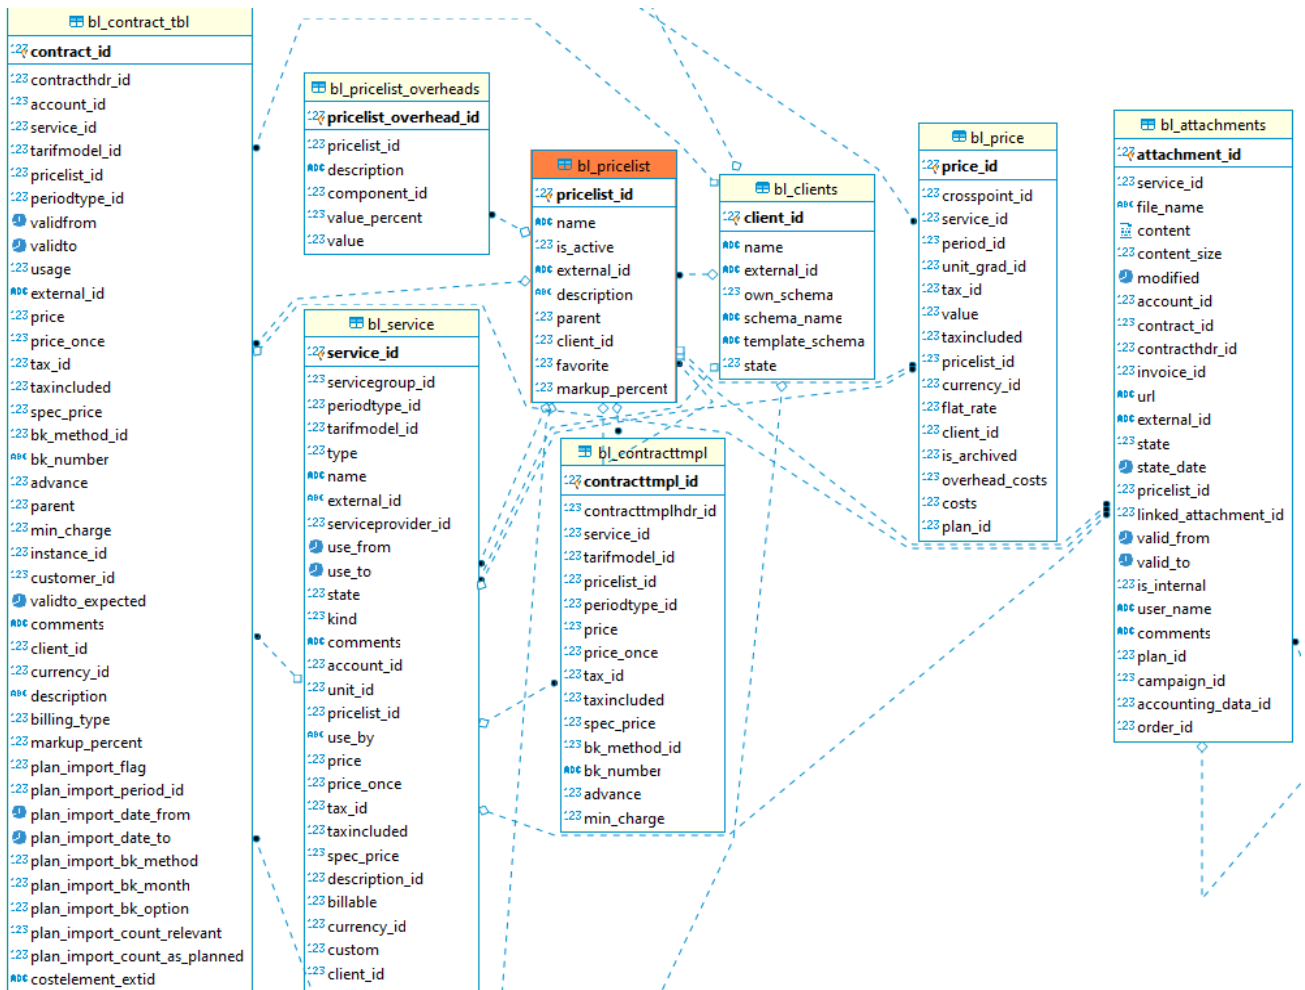 bl_contract_tbl
contract_id
contracthdr_id
account_id
service_id
tarifmodel_id
pricelist_id
periodtype_id
validfrom
validto
usage
external_id
price
price_once
tax_id
taxincluded
spec_price
bk_method_id
bk_number
advance
parent
min_charge
instance_id
customer_id
validto_expected
comments
client_id
currency_id
description
billing_type
markup_percent
plan_import_flag
plan_import_period_id
plan_import_date_from
plan_import_date_to
plan_import_bk_method
plan_import_bk_month
plan_import_bk_option
plan_import_count_relevant
plan_import_count_as_planned
costelement_extid
bl_pricelist_overheads
pricelist_overhead_id
pricelist_id
description
component_id
value_percent
value
bl_service
service_id
servicegroup_id
periodtype_id
tarifmodel_id
type
name
external_id
serviceprovider_id
use_from
use_to
state
kind
comments
account_id
unit_id
pricelist_id
use_by
price
price_once
tax_id
taxincluded
spec_price
description_id
billable
currency_id
custom
client_id
bl_pricelist
pricelist_id
name
is_active
external_id
description
parent
client_id
favorite
markup_percent
bl_contracttmpl
contracttmpl_id
contracttmplhdr_id
service_id
tarifmodel_id
pricelist_id
periodtype_id
price
price_once
tax_id
taxincluded
spec_price
bk_method_id
bk_number
advance
min_charge
bl_clients
client_id
name
external_id
own_schema
schema_name
template_schema
state
bl_price
price_id
crosspoint_id
service_id
period_id
unit_grad_id
tax_id
value
taxincluded
pricelist_id
currency_id
flat_rate
client_id
is_archived
overhead_costs
costs
plan_id
bl_attachments
attachment_id
service_id
file_name
content
content_size
modified
account_id
contract_id
contracthdr_id
invoice_id
url
external_id
state
state_date
pricelist_id
linked_attachment_id
valid_from
valid_to
is_internal
user_name
comments
plan_id
campaign_id
accounting_data_id
order_id